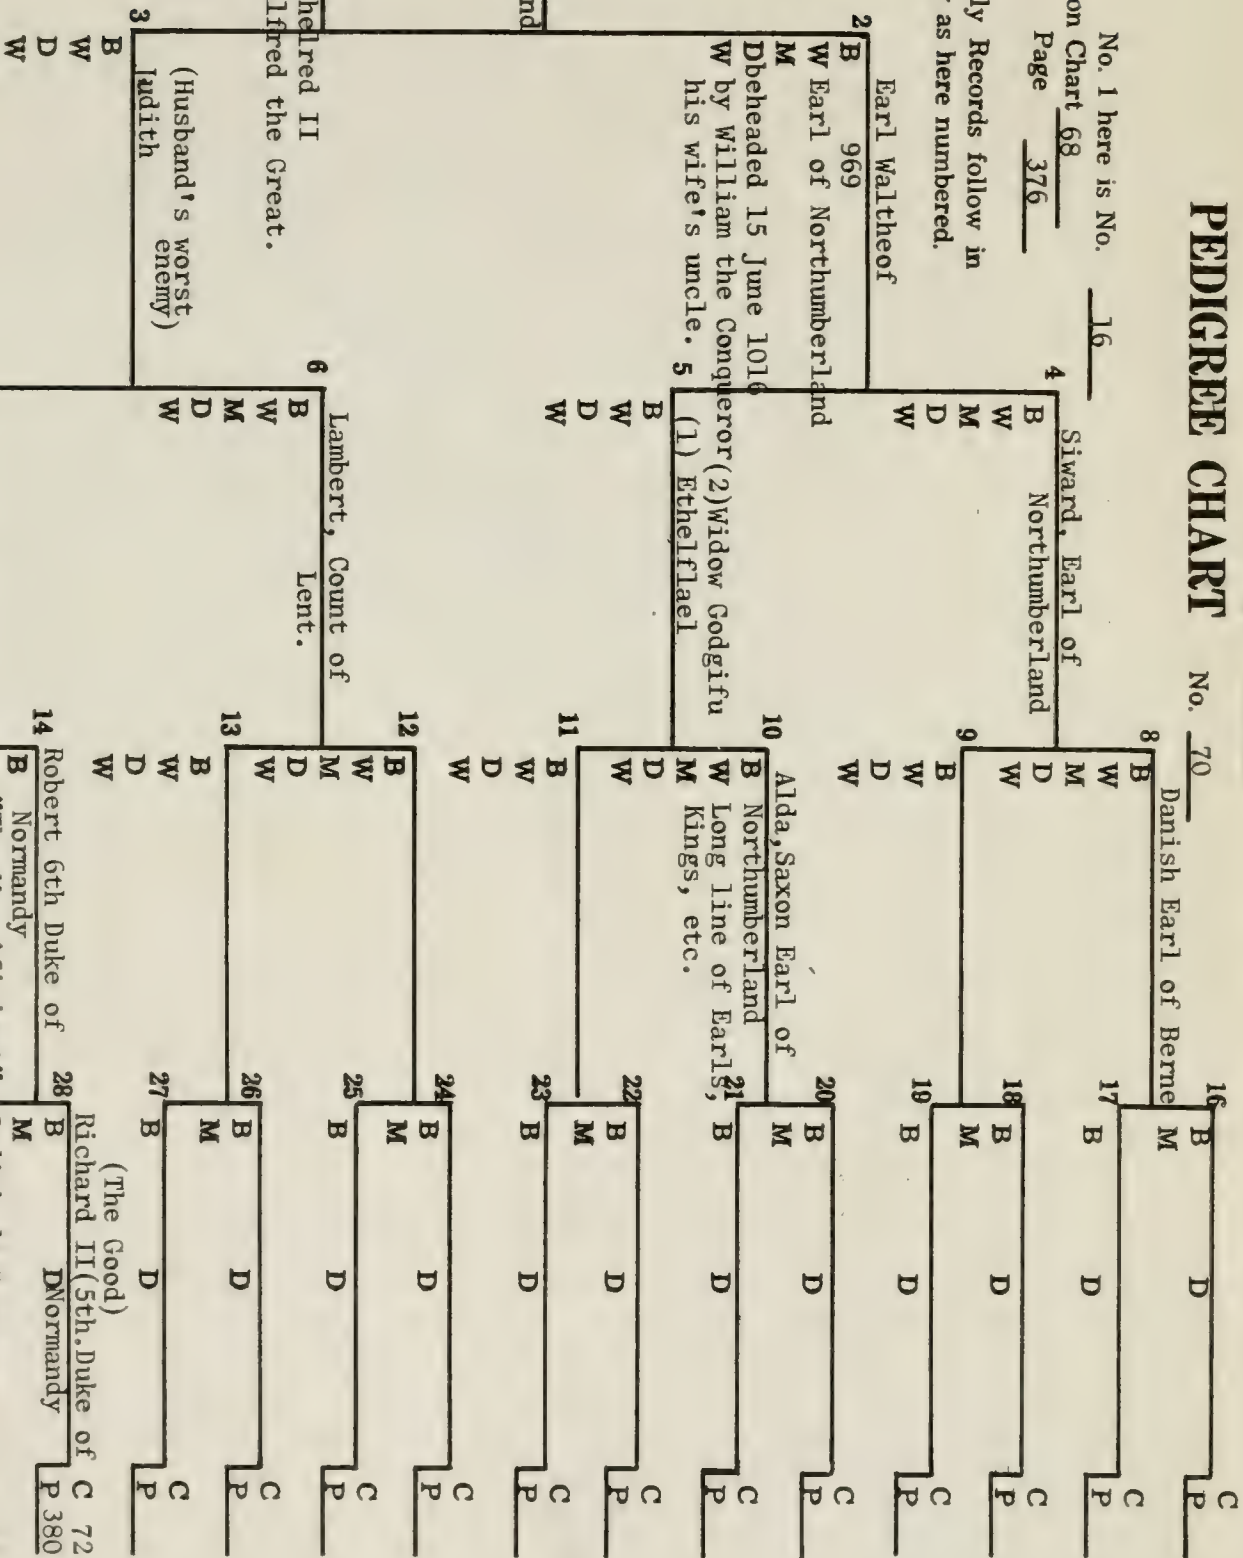 PEDIGREE CHART
No. 70
No. 1 here is No. 16
on Chart 68
Page 376
ly Records follow in
as here numbered.
2
Earl Waltheof
B 969
W Earl of Northumberland
M
Dbeheaded 15 June 1016
W by William the Conqueror
his wife's uncle.
nd
helred II
lfred the Great.
3
(Husband's worst
enemy)
Judith
B
W
D
W
4
Siward, Earl of
Northumberland
B
W
M
D
W
5
(2)Widow Godgifu
(1) Ethelflael
B
W
D
W
6
Lambert, Count of
Lent.
B
W
M
D
W
8
Danish Earl of Berne
B
W
M
D
W
9
B
W
D
W
10
Alda,Saxon Earl of
B Northumberland
W Long line of Earls,
M Kings, etc.
D
W
11
B
W
D
W
12
B
W
M
D
W
13
B
W
D
W
14
Robert 6th Duke of
B Normandy
16
B D
M
C
P
17
B D
C
P
18
B D
M
C
P
19
B D
C
P
20
B D
M
C
P
21
B D
C
P
22
B D
M
C
P
23
B D
C
P
24
B D
M
C
P
25
B D
C
P
26
B D
M
C
P
27
B D
C
P
28
(The Good)
Richard II(5th.Duke of
B DNormandy
M
C 72
P 380